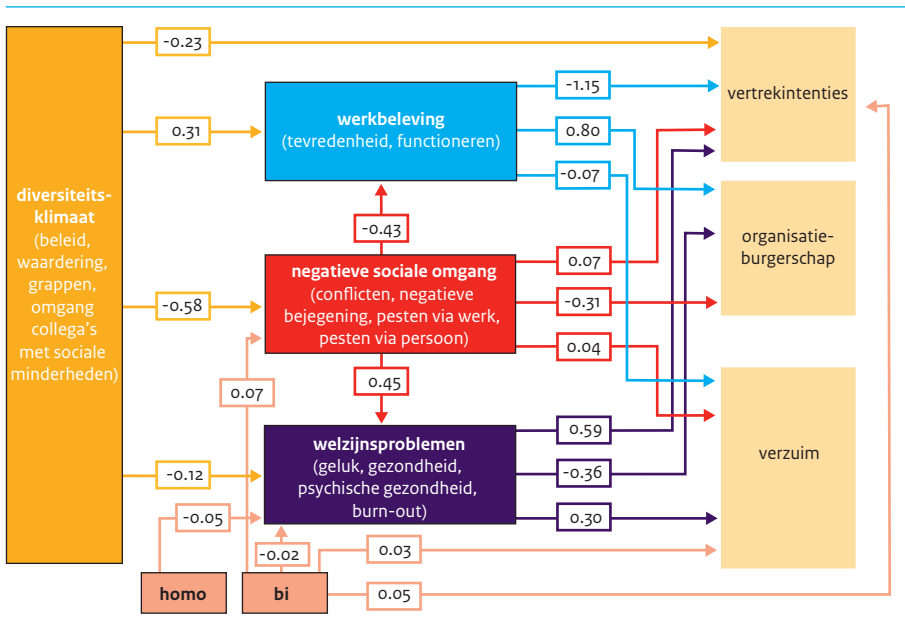 -0.23
-1.15
vertrekintenties
werkbeleving
(tevredenheid, functioneren)
0.31
0.80
-0.07
diversiteits-
klimaat
(beleid,
waardering,
grappen,
omgang
collega's
met sociale
minderheden)
-0.43
organisatie-
burgerschap
negatieve sociale omgang
(conflicten, negatieve
bejegening, pesten via werk,
pesten via persoon)
0.07
-0.58
-0.31
0.04
0.07
0.45
welzijnsproblemen
(geluk, gezondheid,
psychische gezondheid,
burn-out)
0.59
verzuim
-0.12
-0.36
-0.05
0.30
-0.02
0.03
homo
bi
0.05